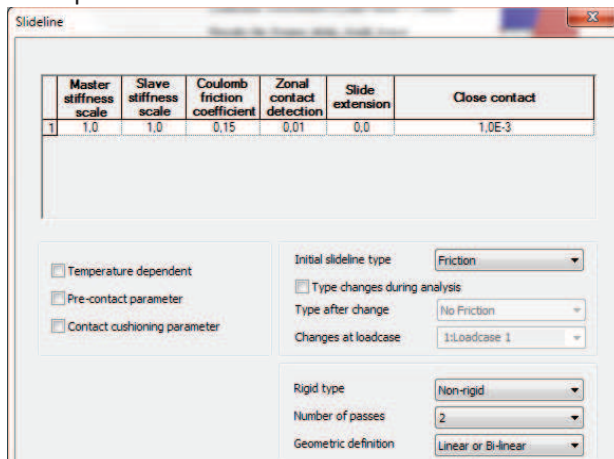 Slideline
Master stiffness scale Slave stiffness scale Coulomb friction coefficient Zonal contact detection Slide extension Close contact
1 1,0 1,0 0,15 0,01 0,0 1,0E-3
Temperature dependent
Pre-contact parameter
Contact cushioning parameter
Initial slideline type Friction
Type changes during analysis
Type after change No Friction
Changes at loadcase 1:Loadcase 1
Rigid type Non-rigid
Number of passes 2
Geometric definition Linear or Bi-linear